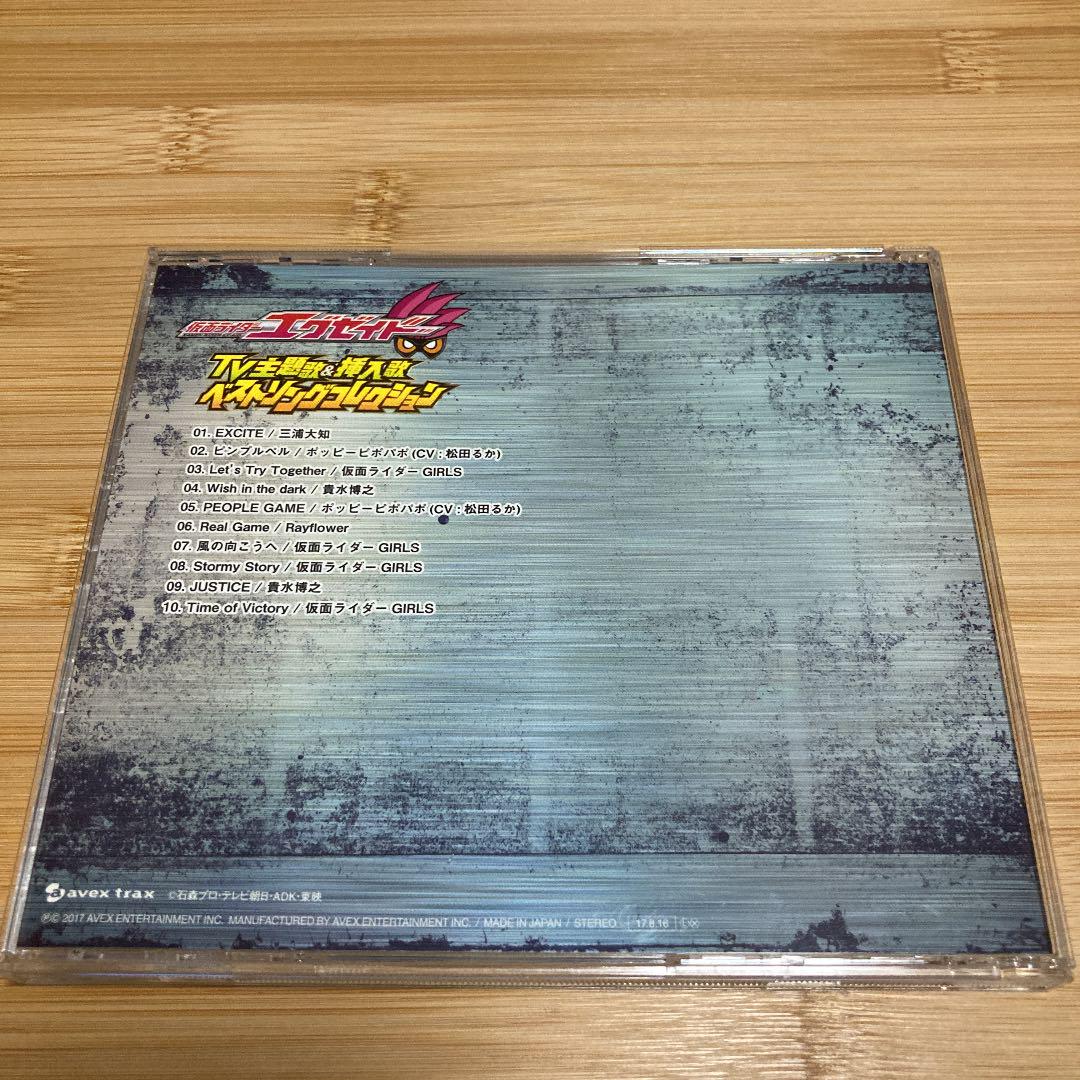 仮面ライダーエグゼイド
TV主題歌&挿入歌
ベストソングコレクション
01. EXCITE / 三浦大知
02. ピンプルペル / ポッピーピポパポ (CV : 松田るか)
03. Let's Try Together / 仮面ライダー GIRLS
04. Wish in the dark / 貴水博之
05. PEOPLE GAME / ポッピーピポパポ (CV : 松田るか)
06. Real Game / Rayflower
07. 風の向こうへ / 仮面ライダー GIRLS
08. Stormy Story / 仮面ライダー GIRLS
09. JUSTICE / 貴水博之
10. Time of Victory / 仮面ライダー GIRLS
avex trax ©石森プロ・テレビ朝日・ADK・東映
℗© 2017 AVEX ENTERTAINMENT INC. MANUFACTURED BY AVEX ENTERTAINMENT INC. / MADE IN JAPAN / STEREO 17.8.16